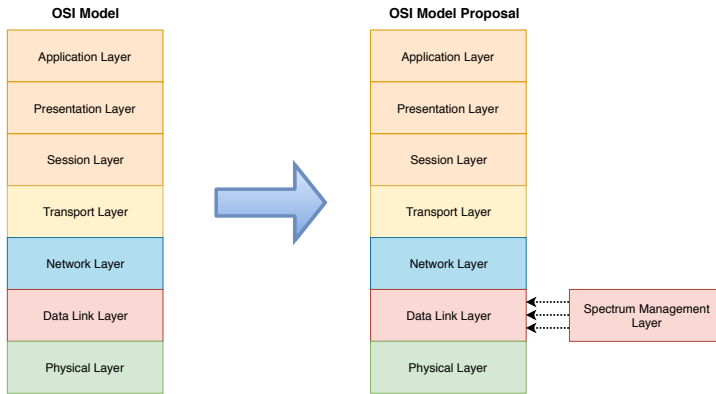 OSI Model
Application Layer
Presentation Layer
Session Layer
Transport Layer
Network Layer
Data Link Layer
Physical Layer
OSI Model Proposal
Application Layer
Presentation Layer
Session Layer
Transport Layer
Network Layer
Data Link Layer
Physical Layer
Spectrum Management
Layer